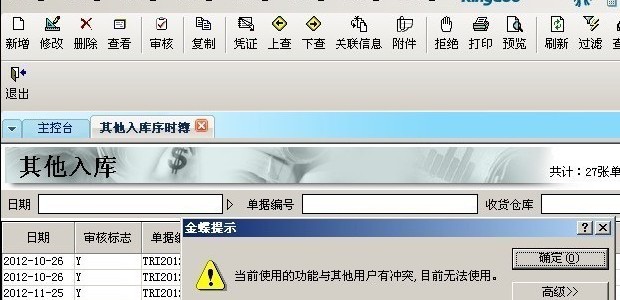 新增 修改 删除 查看 审核 复制 凭证 上查 下查 关联信息 附件 拒绝 打印 预览 刷新 过滤
退出
主控台 其他入库序时簿
其他入库
共计：27张单
日期 单据编号 收货仓库
日期 审核标志 单据编
金蝶提示
2012-10-26 Y TRI2012
2012-10-26 Y TRI2012
2012-11-25 Y TRI2012
确定(O)
当前使用的功能与其他用户有冲突,目前无法使用。
高级>>